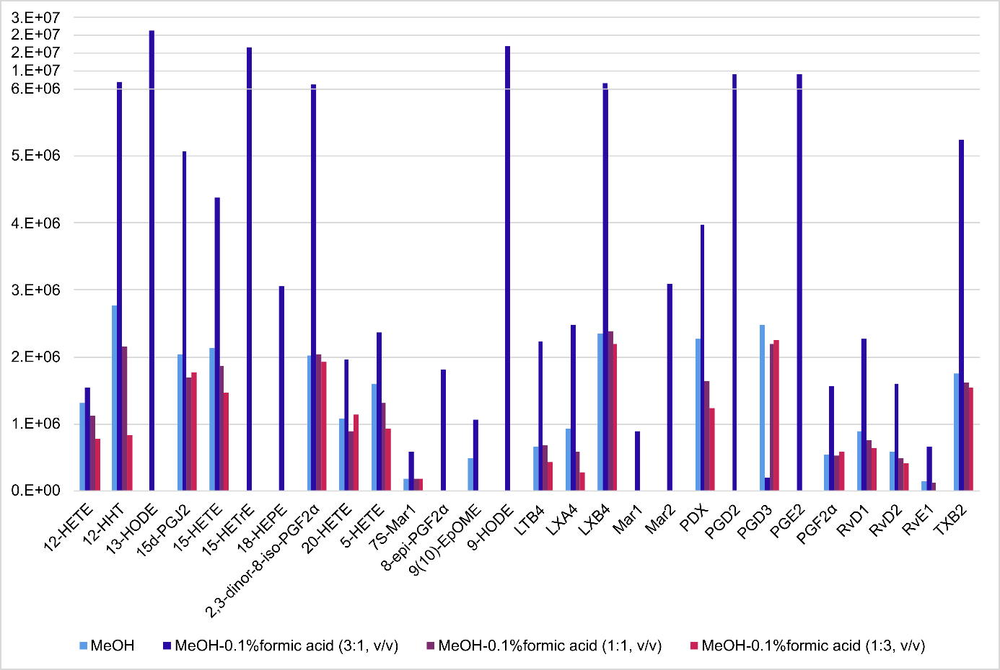 3.E+07
2.E+07
2.E+07
1.E+07
6.E+06
5.E+06
4.E+06
3.E+06
2.E+06
1.E+06
0.E+00
12-HETE
12-HHT
13-HODE
15d-PGJ2
15-HETE
15-HETrE
18-HEPE
2,3-dinor-8-iso-PGF2α
20-HETE
5-HETE
7S-Mar1
8-epi-PGF2α
9(10)-EpOME
9-HODE
LTB4
LXA4
LXB4
Mar1
Mar2
PDX
PGD2
PGD3
PGE2
PGF2α
RvD1
RvD2
RvE1
TXB2
MeOH
MeOH-0.1%formic acid (3:1, v/v)
MeOH-0.1%formic acid (1:1, v/v)
MeOH-0.1%formic acid (1:3, v/v)